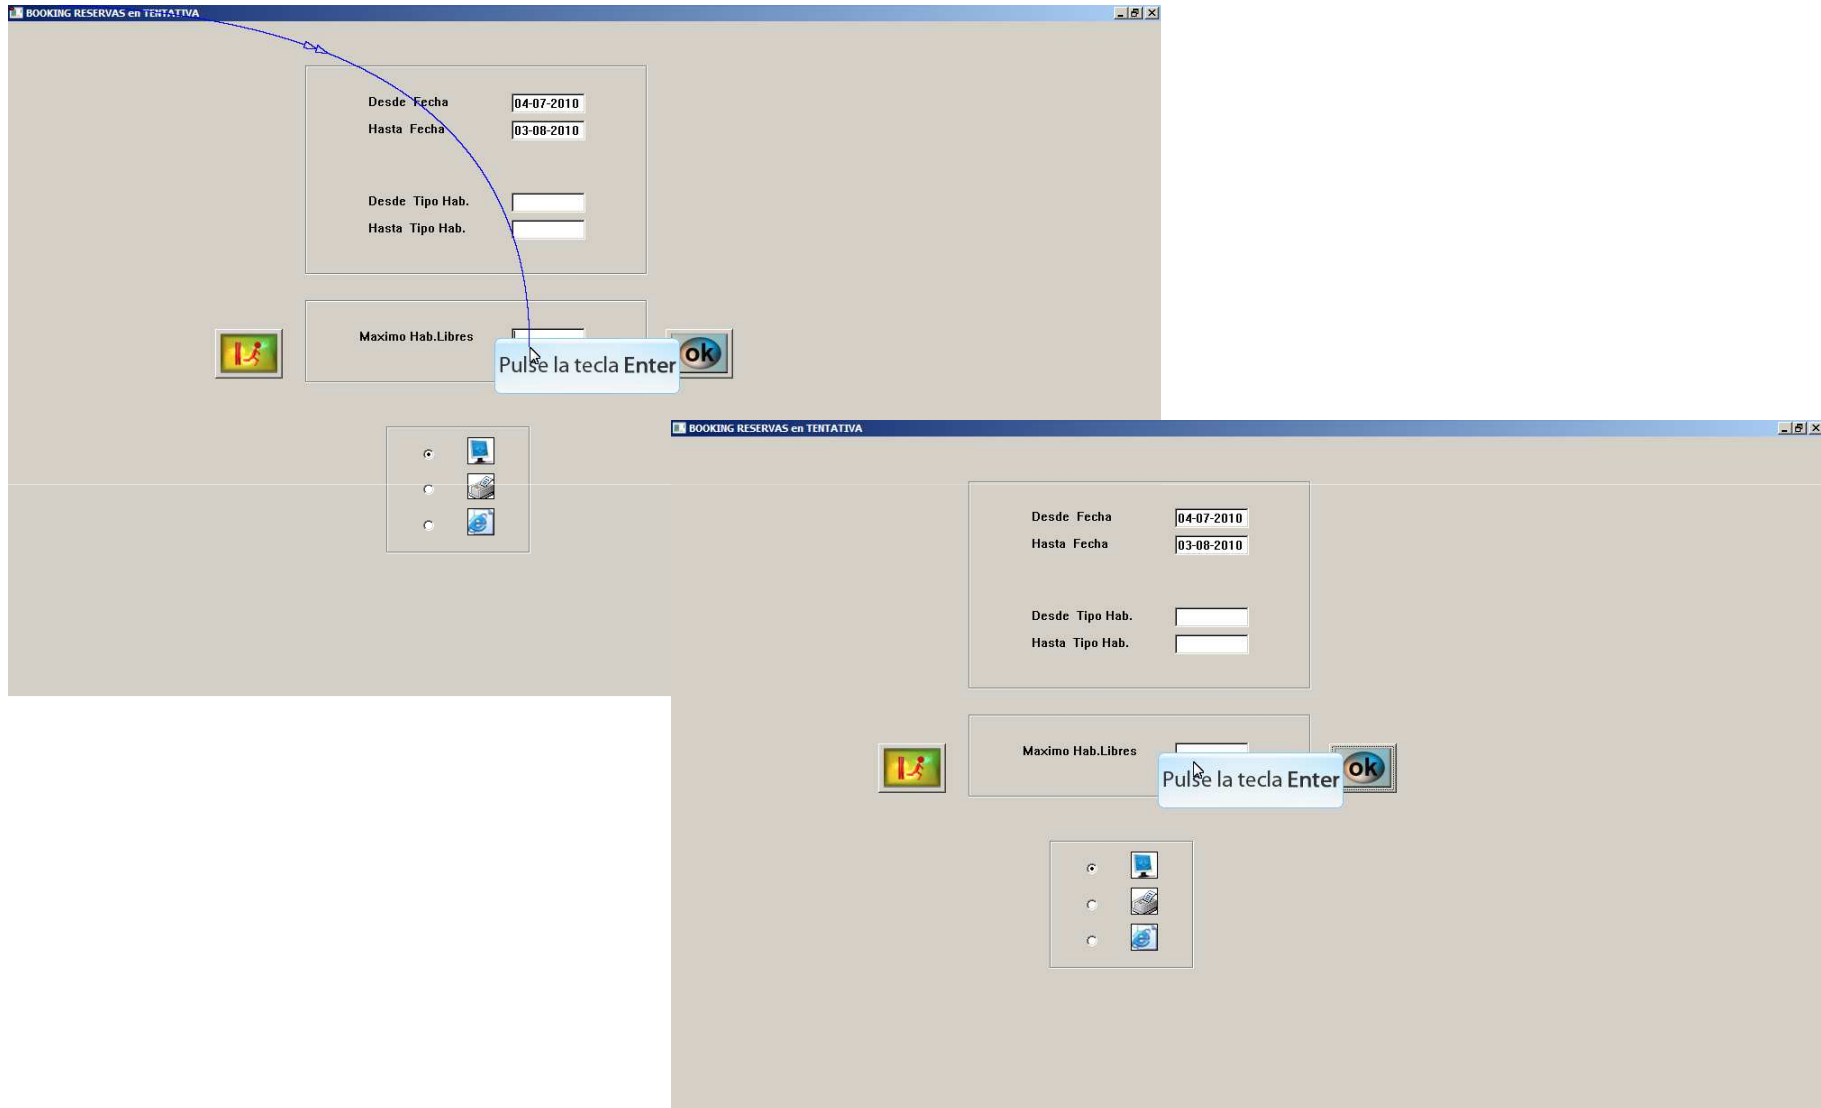 BOOKING RESERVAS en TENTATIVA
Desde Fecha 04-07-2010
Hasta Fecha 03-08-2010
Desde Tipo Hab.
Hasta Tipo Hab.
Maximo Hab.Libres
ok
Pulse la tecla Enter
BOOKING RESERVAS en TENTATIVA
Desde Fecha 04-07-2010
Hasta Fecha 03-08-2010
Desde Tipo Hab.
Hasta Tipo Hab.
Maximo Hab.Libres
ok
Pulse la tecla Enter